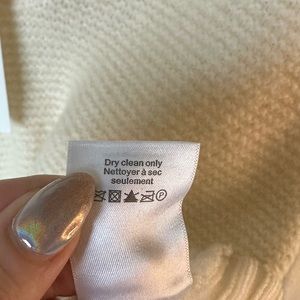 Dry clean only
Nettoyer à sec
seulement
P